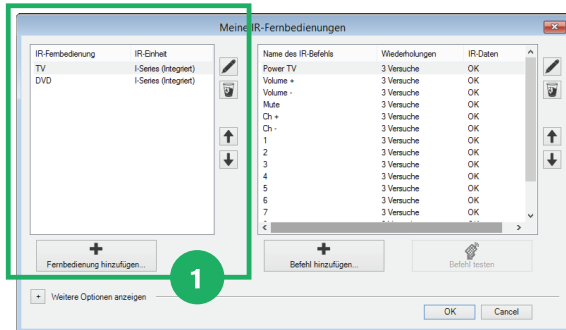 Meine IR-Fernbedienungen
IR-Fernbedienung IR-Einheit
TV I-Series (Integriert)
DVD I-Series (Integriert)
Fernbedienung hinzufügen...
1
Name des IR-Befehls Wiederholungen IR-Daten
Power TV 3 Versuche OK
Volume + 3 Versuche OK
Volume - 3 Versuche OK
Mute 3 Versuche OK
Ch + 3 Versuche OK
Ch - 3 Versuche OK
1 3 Versuche OK
2 3 Versuche OK
3 3 Versuche OK
4 3 Versuche OK
5 3 Versuche OK
6 3 Versuche OK
7 3 Versuche OK
Befehl hinzufügen...
Befehl testen
+ Weitere Optionen anzeigen
OK Cancel